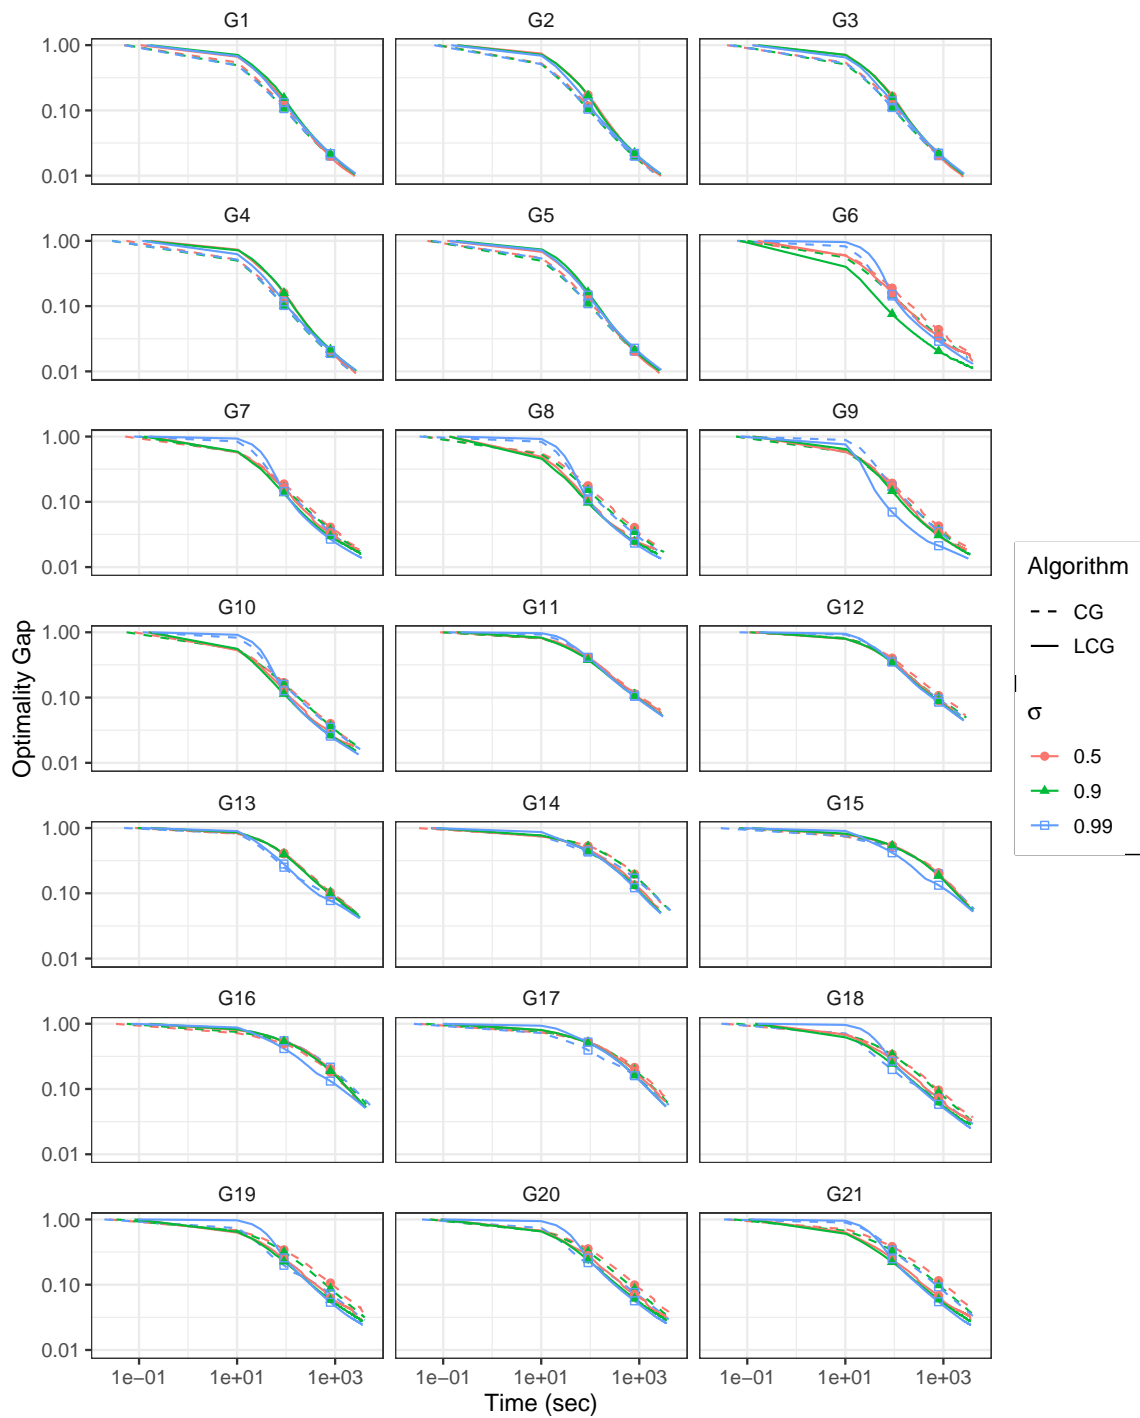 G1 G2 G3
1.00
0.10
0.01
G4 G5 G6
1.00
0.10
0.01
G7 G8 G9
1.00
0.10
0.01
G10 G11 G12
1.00
0.10
0.01
G13 G14 G15
1.00
0.10
0.01
G16 G17 G18
1.00
0.10
0.01
G19 G20 G21
1.00
0.10
0.01
1e−01 1e+01 1e+03 1e−01 1e+01 1e+03 1e−01 1e+01 1e+03
Time (sec)
Optimality Gap
Algorithm
CG
LCG
σ
0.5
0.9
0.99